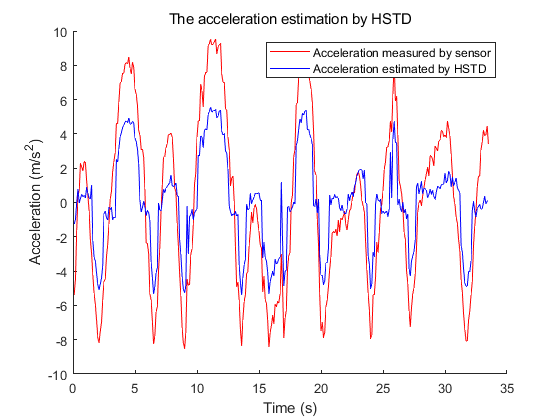 The acceleration estimation by HSTD
Acceleration measured by sensor
Acceleration estimated by HSTD
Acceleration (m/s²)
10
8
6
4
2
0
-2
-4
-6
-8
-10
0 5 10 15 20 25 30 35
Time (s)